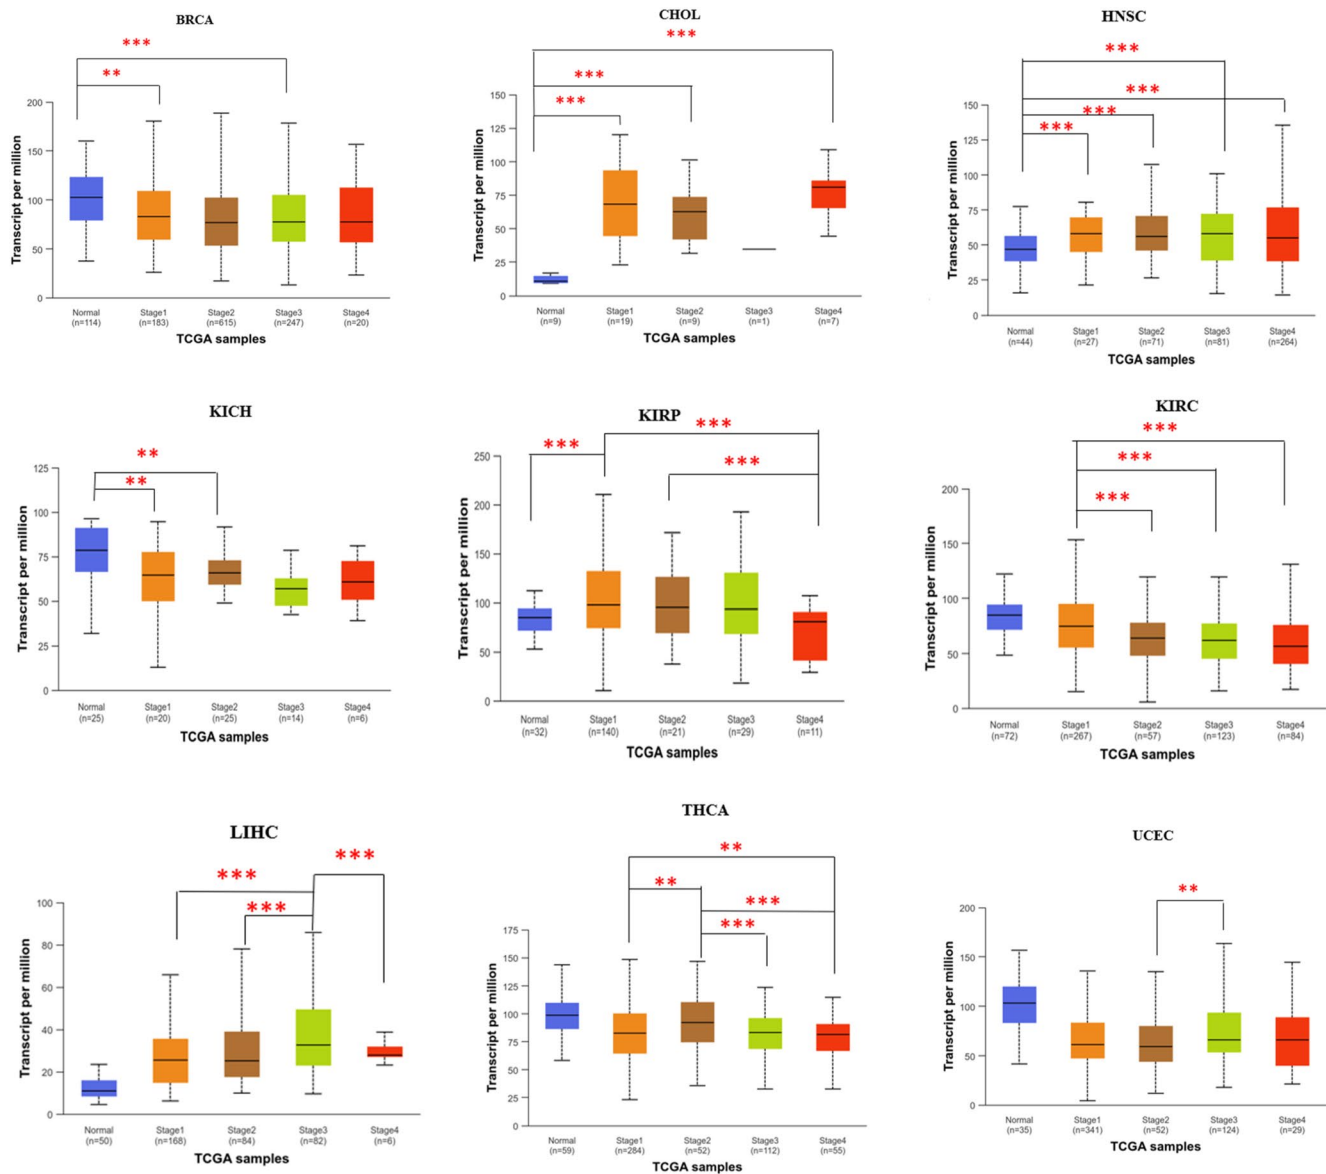 BRCA
***
**
Transcript per million
200
150
100
50
0
Normal Stage1 Stage2 Stage3 Stage4
(n=114) (n=183) (n=615) (n=247) (n=20)
TCGA samples
CHOL
***
***
***
Transcript per million
150
125
100
75
50
25
0
Normal Stage1 Stage2 Stage3 Stage4
(n=9) (n=19) (n=9) (n=1) (n=7)
TCGA samples
HNSC
***
***
***
***
Transcript per million
150
125
100
75
50
25
0
Normal Stage1 Stage2 Stage3 Stage4
(n=44) (n=27) (n=71) (n=81) (n=264)
TCGA samples
KICH
**
**
Transcript per million
125
100
75
50
25
0
Normal Stage1 Stage2 Stage3 Stage4
(n=25) (n=20) (n=25) (n=14) (n=6)
TCGA samples
KIRP
*** ***
***
Transcript per million
250
200
150
100
50
0
Normal Stage1 Stage2 Stage3 Stage4
(n=32) (n=140) (n=21) (n=29) (n=11)
TCGA samples
KIRC
***
***
***
Transcript per million
200
150
100
50
0
Normal Stage1 Stage2 Stage3 Stage4
(n=72) (n=267) (n=57) (n=123) (n=84)
TCGA samples
LIHC
***
***
***
Transcript per million
100
80
60
40
20
0
Normal Stage1 Stage2 Stage3 Stage4
(n=50) (n=168) (n=84) (n=82) (n=6)
TCGA samples
THCA
**
**
***
***
Transcript per million
175
150
125
100
75
50
25
0
Normal Stage1 Stage2 Stage3 Stage4
(n=59) (n=284) (n=52) (n=112) (n=55)
TCGA samples
UCEC
**
Transcript per million
200
150
100
50
0
Normal Stage1 Stage2 Stage3 Stage4
(n=35) (n=341) (n=52) (n=124) (n=29)
TCGA samples